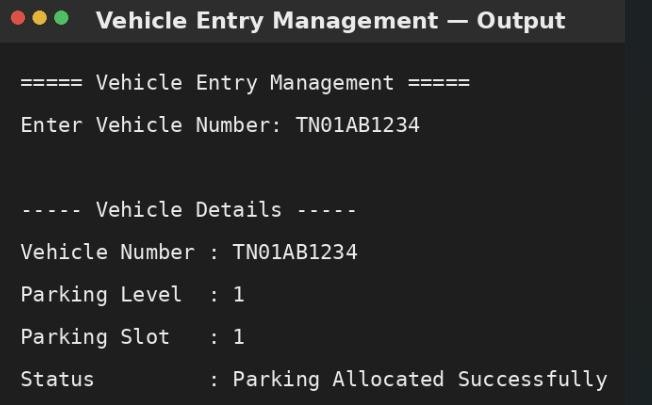 Vehicle Entry Management — Output
===== Vehicle Entry Management =====
Enter Vehicle Number: TN01AB1234
----- Vehicle Details -----
Vehicle Number : TN01AB1234
Parking Level  : 1
Parking Slot   : 1
Status         : Parking Allocated Successfully